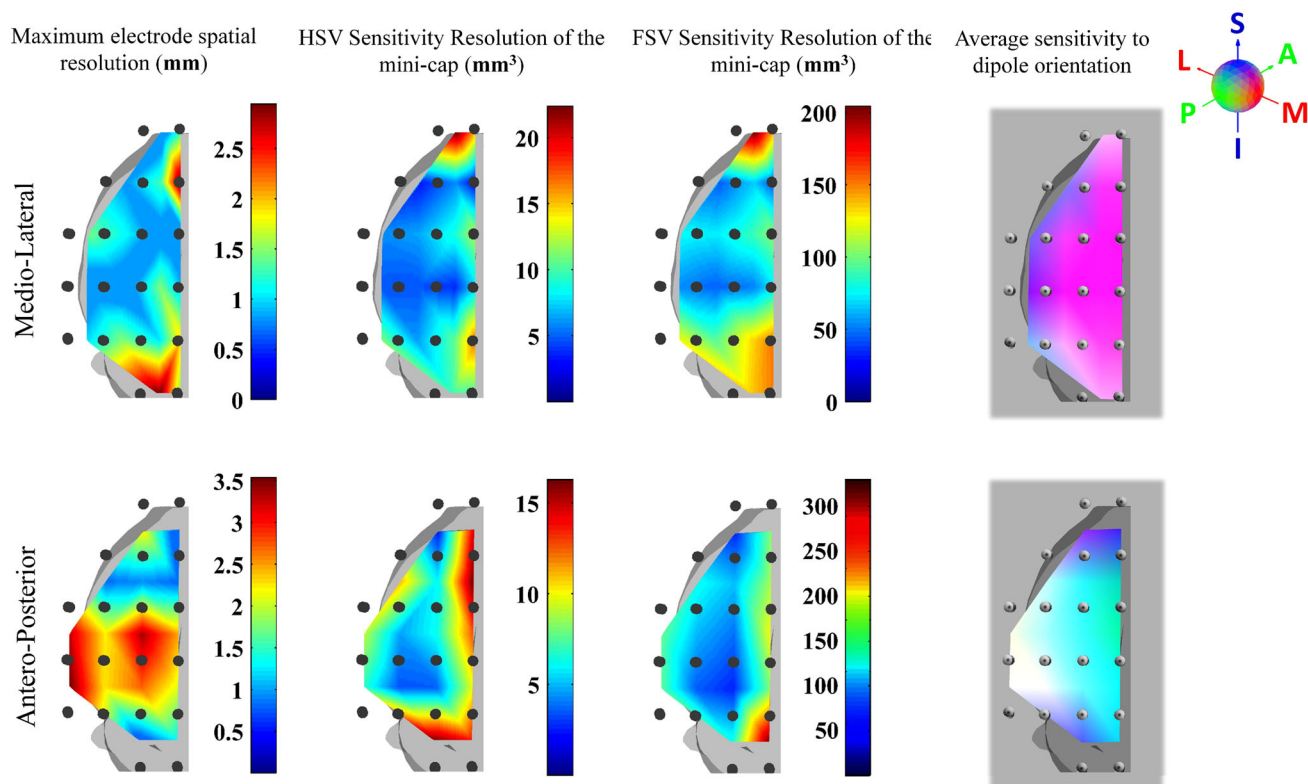 Maximum electrode spatial
resolution (mm)
HSV Sensitivity Resolution of the
mini-cap (mm³)
FSV Sensitivity Resolution of the
mini-cap (mm³)
Average sensitivity to
dipole orientation
S
L
A
P
M
I
Medio-Lateral
2.5
2
1.5
1
0.5
0
20
15
10
5
200
150
100
50
0
Antero-Posterior
3.5
3
2.5
2
1.5
1
0.5
15
10
5
300
250
200
150
100
50